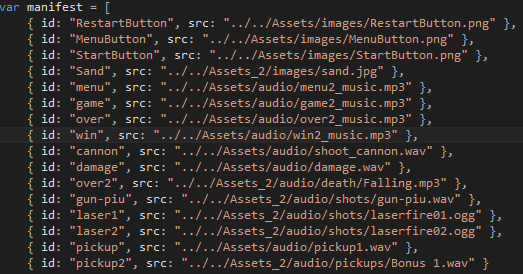 var manifest = [
{ id: "RestartButton", src: "../../Assets/images/RestartButton.png" },
{ id: "MenuButton", src: "../../Assets/images/MenuButton.png" },
{ id: "StartButton", src: "../../Assets/images/StartButton.png" },
{ id: "Sand", src: "../../Assets_2/images/sand.jpg" },
{ id: "menu", src: "../../Assets/audio/menu2_music.mp3" },
{ id: "game", src: "../../Assets/audio/game2_music.mp3" },
{ id: "over", src: "../../Assets/audio/over2_music.mp3" },
{ id: "win", src: "../../Assets/audio/win2_music.mp3" },
{ id: "cannon", src: "../../Assets/audio/shoot_cannon.wav" },
{ id: "damage", src: "../../Assets/audio/damage.wav" },
{ id: "over2", src: "../../Assets_2/audio/death/Falling.mp3" },
{ id: "gun-piu", src: "../../Assets_2/audio/shots/gun-piu.wav" },
{ id: "laser1", src: "../../Assets_2/audio/shots/laserfire01.ogg" },
{ id: "laser2", src: "../../Assets_2/audio/shots/laserfire02.ogg" },
{ id: "pickup", src: "../../Assets/audio/pickup1.wav" },
{ id: "pickup2", src: "../../Assets_2/audio/pickups/Bonus 1.wav" }
]